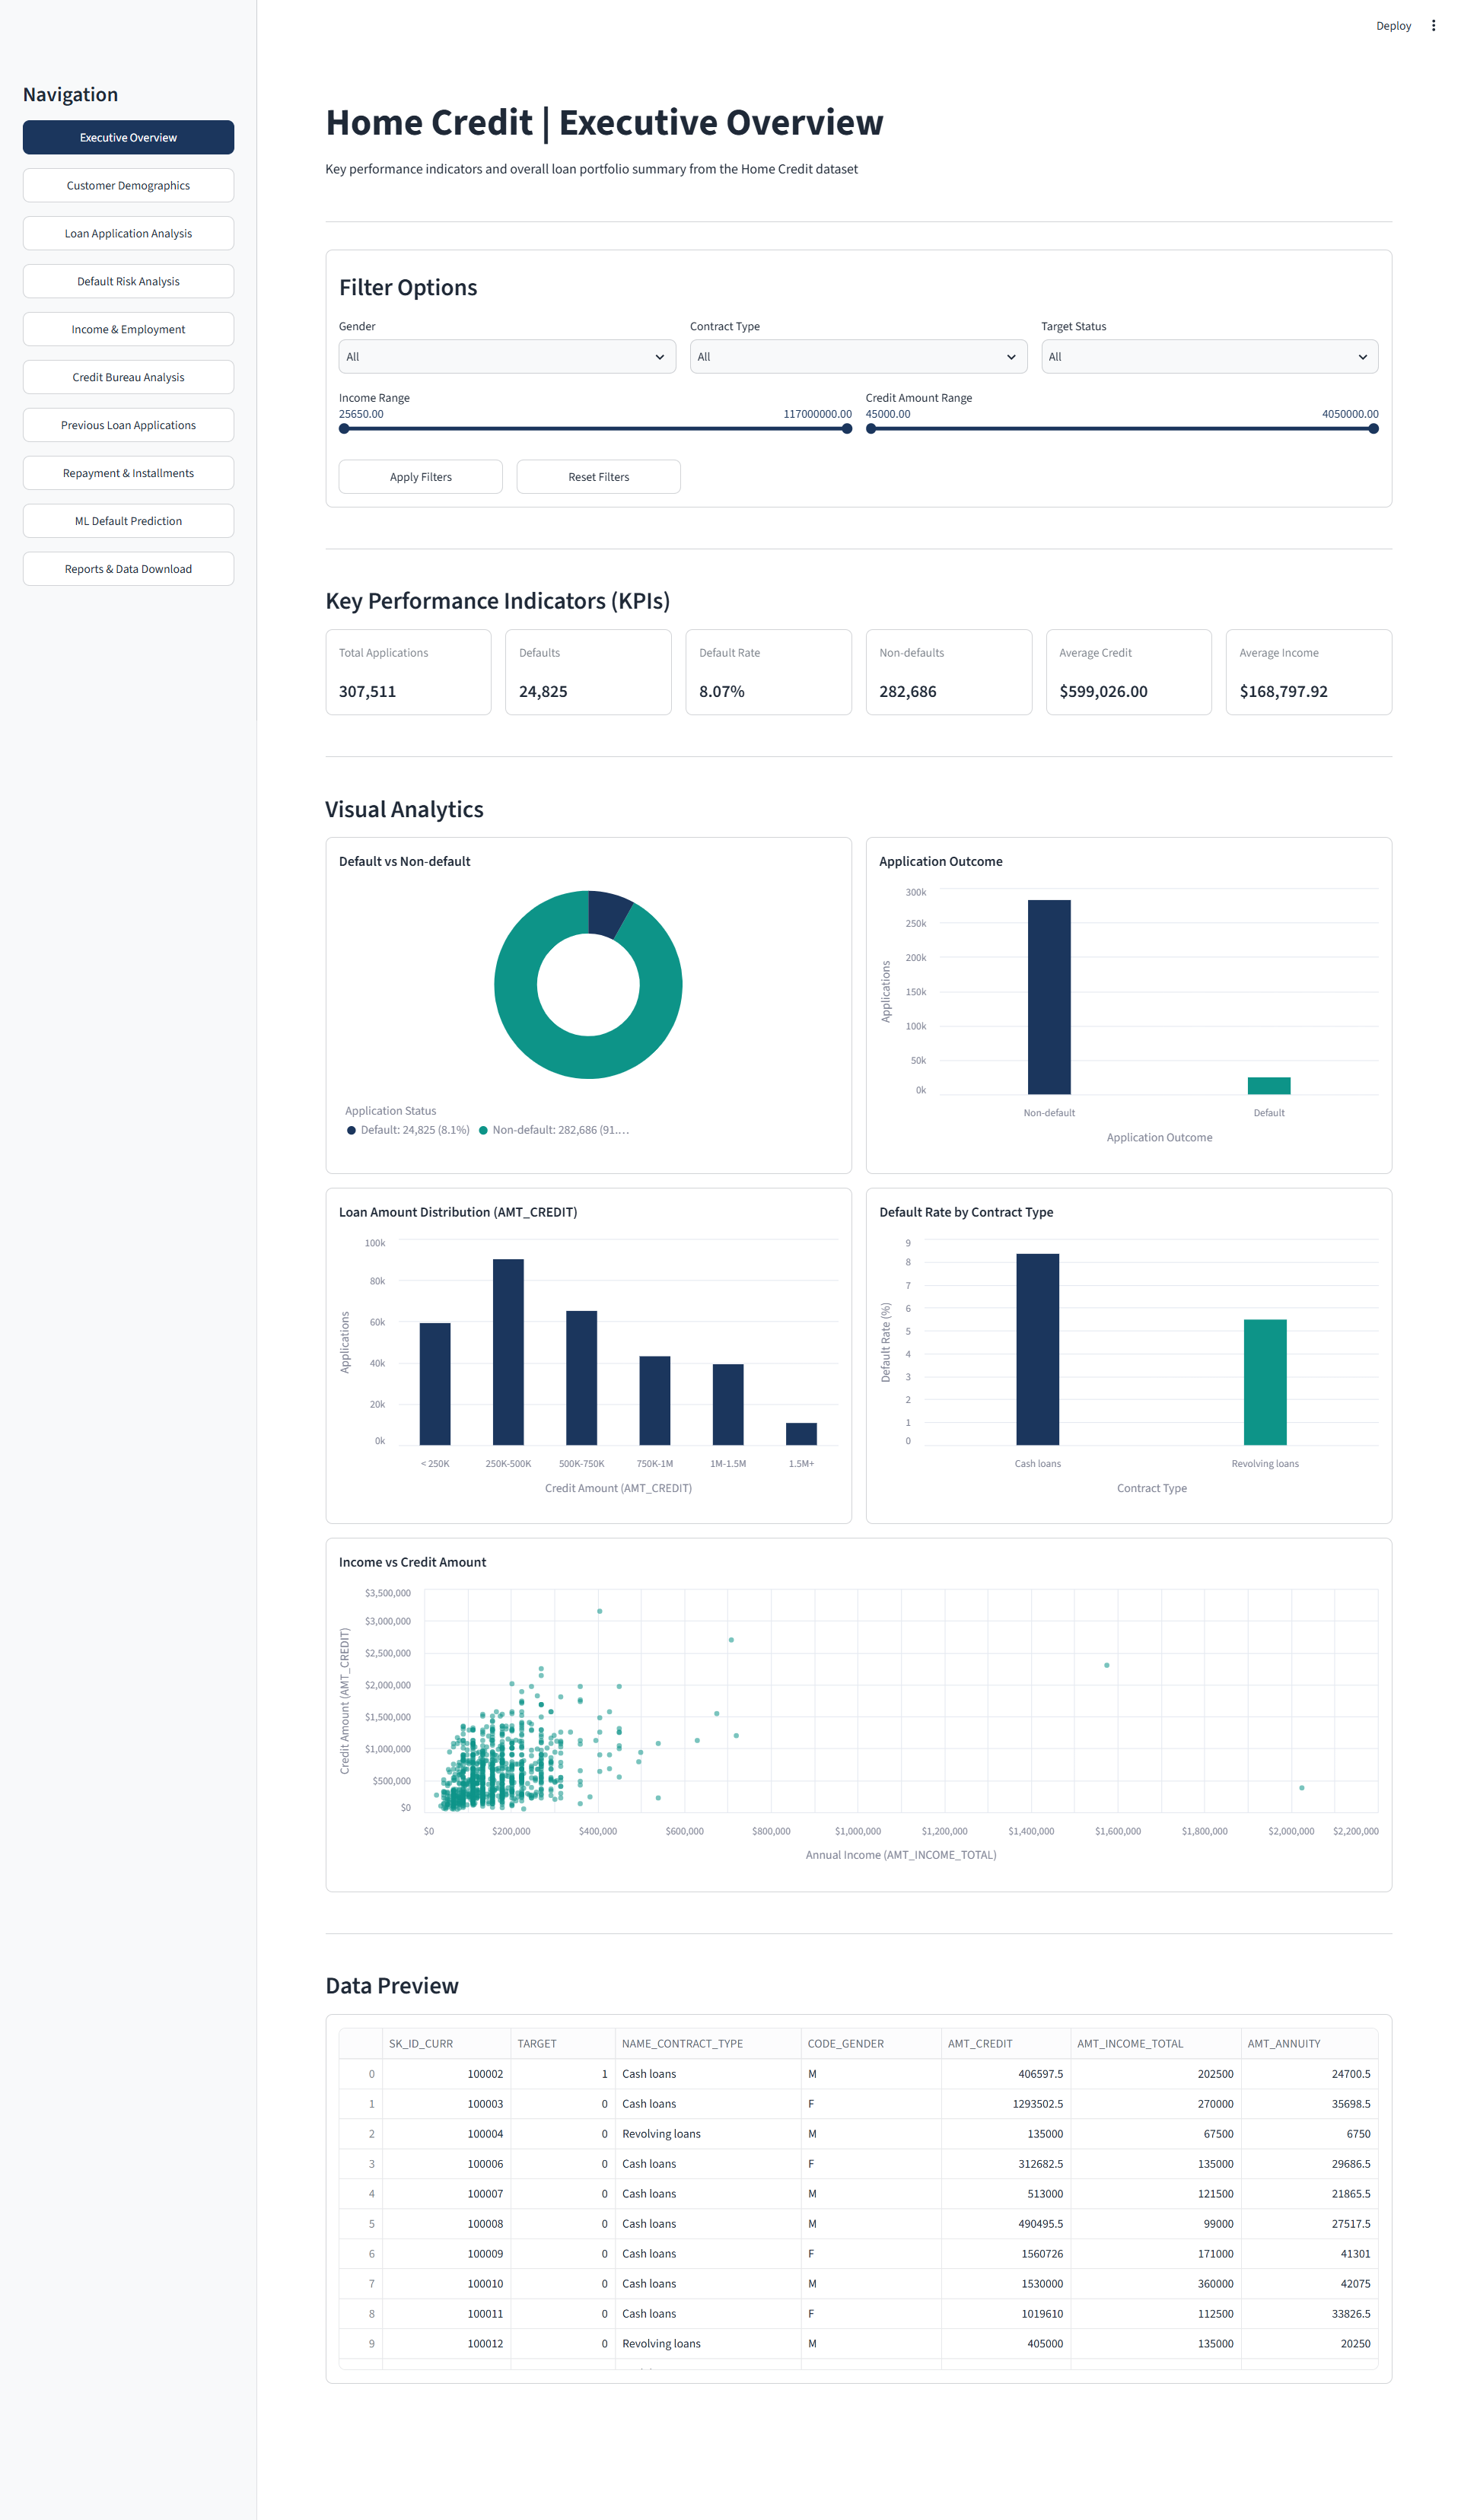 Deploy
Navigation
Executive Overview
Customer Demographics
Loan Application Analysis
Default Risk Analysis
Income & Employment
Credit Bureau Analysis
Previous Loan Applications
Repayment & Installments
ML Default Prediction
Reports & Data Download
Home Credit | Executive Overview
Key performance indicators and overall loan portfolio summary from the Home Credit dataset
Filter Options
Gender Contract Type Target Status
All All All
Income Range Credit Amount Range
25650.00 117000000.00 45000.00 4050000.00
Apply Filters Reset Filters
Key Performance Indicators (KPIs)
Total Applications Defaults Default Rate Non-defaults Average Credit Average Income
307,511 24,825 8.07% 282,686 $599,026.00 $168,797.92
Visual Analytics
Default vs Non-default
Application Status
Default: 24,825 (8.1%) Non-default: 282,686 (91.…
Application Outcome
300k
250k
200k
150k
100k
50k
0k
Applications
Non-default Default
Application Outcome
Loan Amount Distribution (AMT_CREDIT)
100k
80k
60k
40k
20k
0k
Applications
< 250K 250K-500K 500K-750K 750K-1M 1M-1.5M 1.5M+
Credit Amount (AMT_CREDIT)
Default Rate by Contract Type
9
8
7
6
5
4
3
2
1
0
Default Rate (%)
Cash loans Revolving loans
Contract Type
Income vs Credit Amount
$3,500,000
$3,000,000
$2,500,000
$2,000,000
$1,500,000
$1,000,000
$500,000
$0
Credit Amount (AMT_CREDIT)
$0 $200,000 $400,000 $600,000 $800,000 $1,000,000 $1,200,000 $1,400,000 $1,600,000 $1,800,000 $2,000,000 $2,200,000
Annual Income (AMT_INCOME_TOTAL)
Data Preview
SK_ID_CURR TARGET NAME_CONTRACT_TYPE CODE_GENDER AMT_CREDIT AMT_INCOME_TOTAL AMT_ANNUITY
0 100002 1 Cash loans M 406597.5 202500 24700.5
1 100003 0 Cash loans F 1293502.5 270000 35698.5
2 100004 0 Revolving loans M 135000 67500 6750
3 100006 0 Cash loans F 312682.5 135000 29686.5
4 100007 0 Cash loans M 513000 121500 21865.5
5 100008 0 Cash loans M 490495.5 99000 27517.5
6 100009 0 Cash loans F 1560726 171000 41301
7 100010 0 Cash loans M 1530000 360000 42075
8 100011 0 Cash loans F 1019610 112500 33826.5
9 100012 0 Revolving loans M 405000 135000 20250